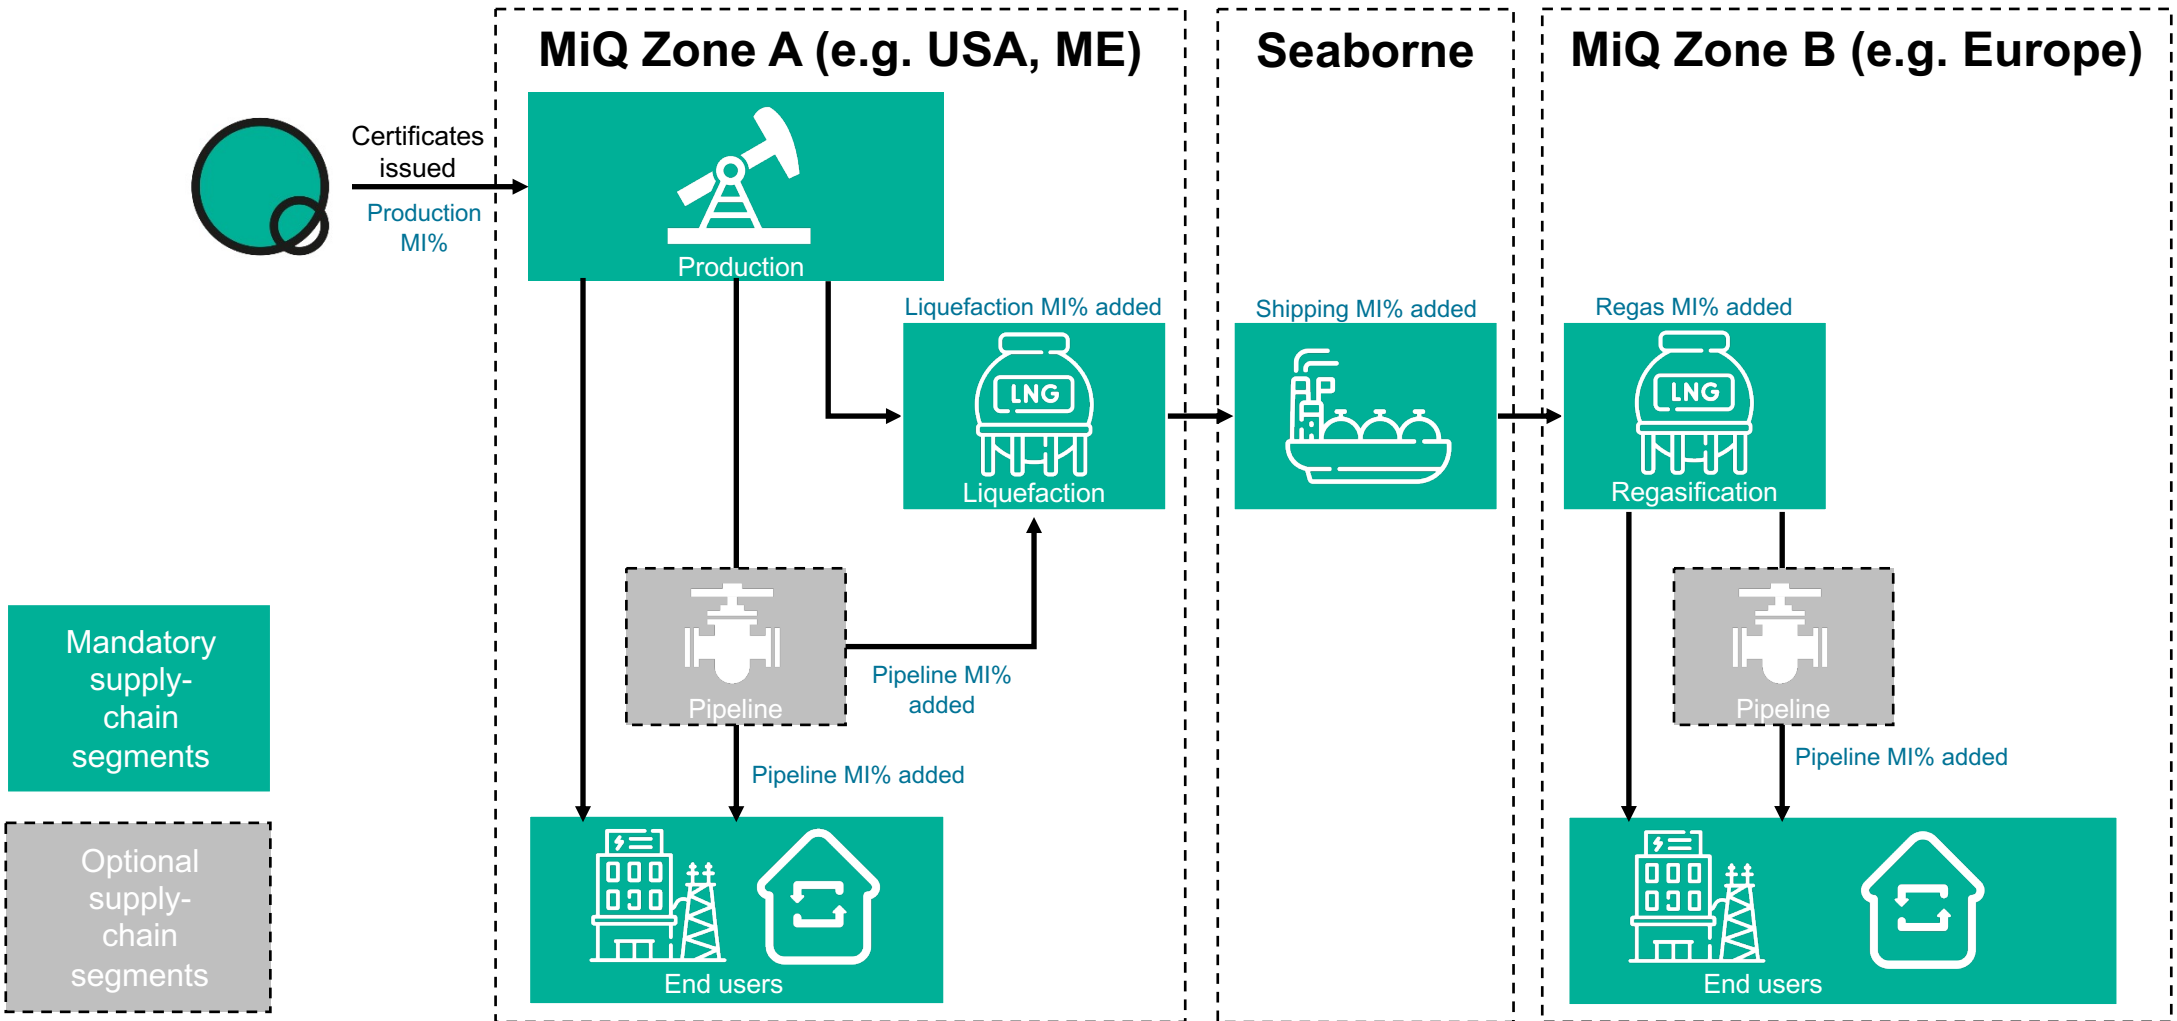 MiQ Zone A (e.g. USA, ME)
Seaborne
MiQ Zone B (e.g. Europe)
Certificates
issued
Production
MI%
Production
Liquefaction MI% added
LNG
Liquefaction
Shipping MI% added
Regas MI% added
LNG
Regasification
Pipeline
Pipeline MI%
added
Pipeline MI% added
End users
Pipeline
Pipeline MI% added
End users
Mandatory
supply-
chain
segments
Optional
supply-
chain
segments